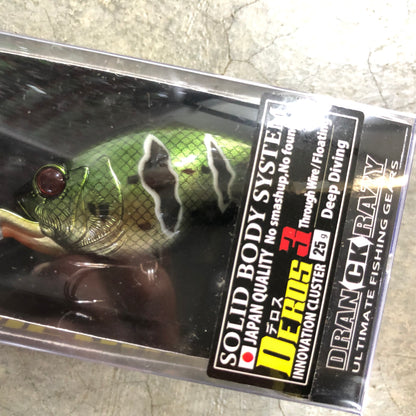 SOLID BODY SYSTEM
JAPAN QUALITY No smashup,No foun
デロス
DEROS 3 Through Wire/Floatin
INNOVATION CLUSTER 25g Deep Diving
DRANCKRAZY
ULTIMATE FISHING GEARS